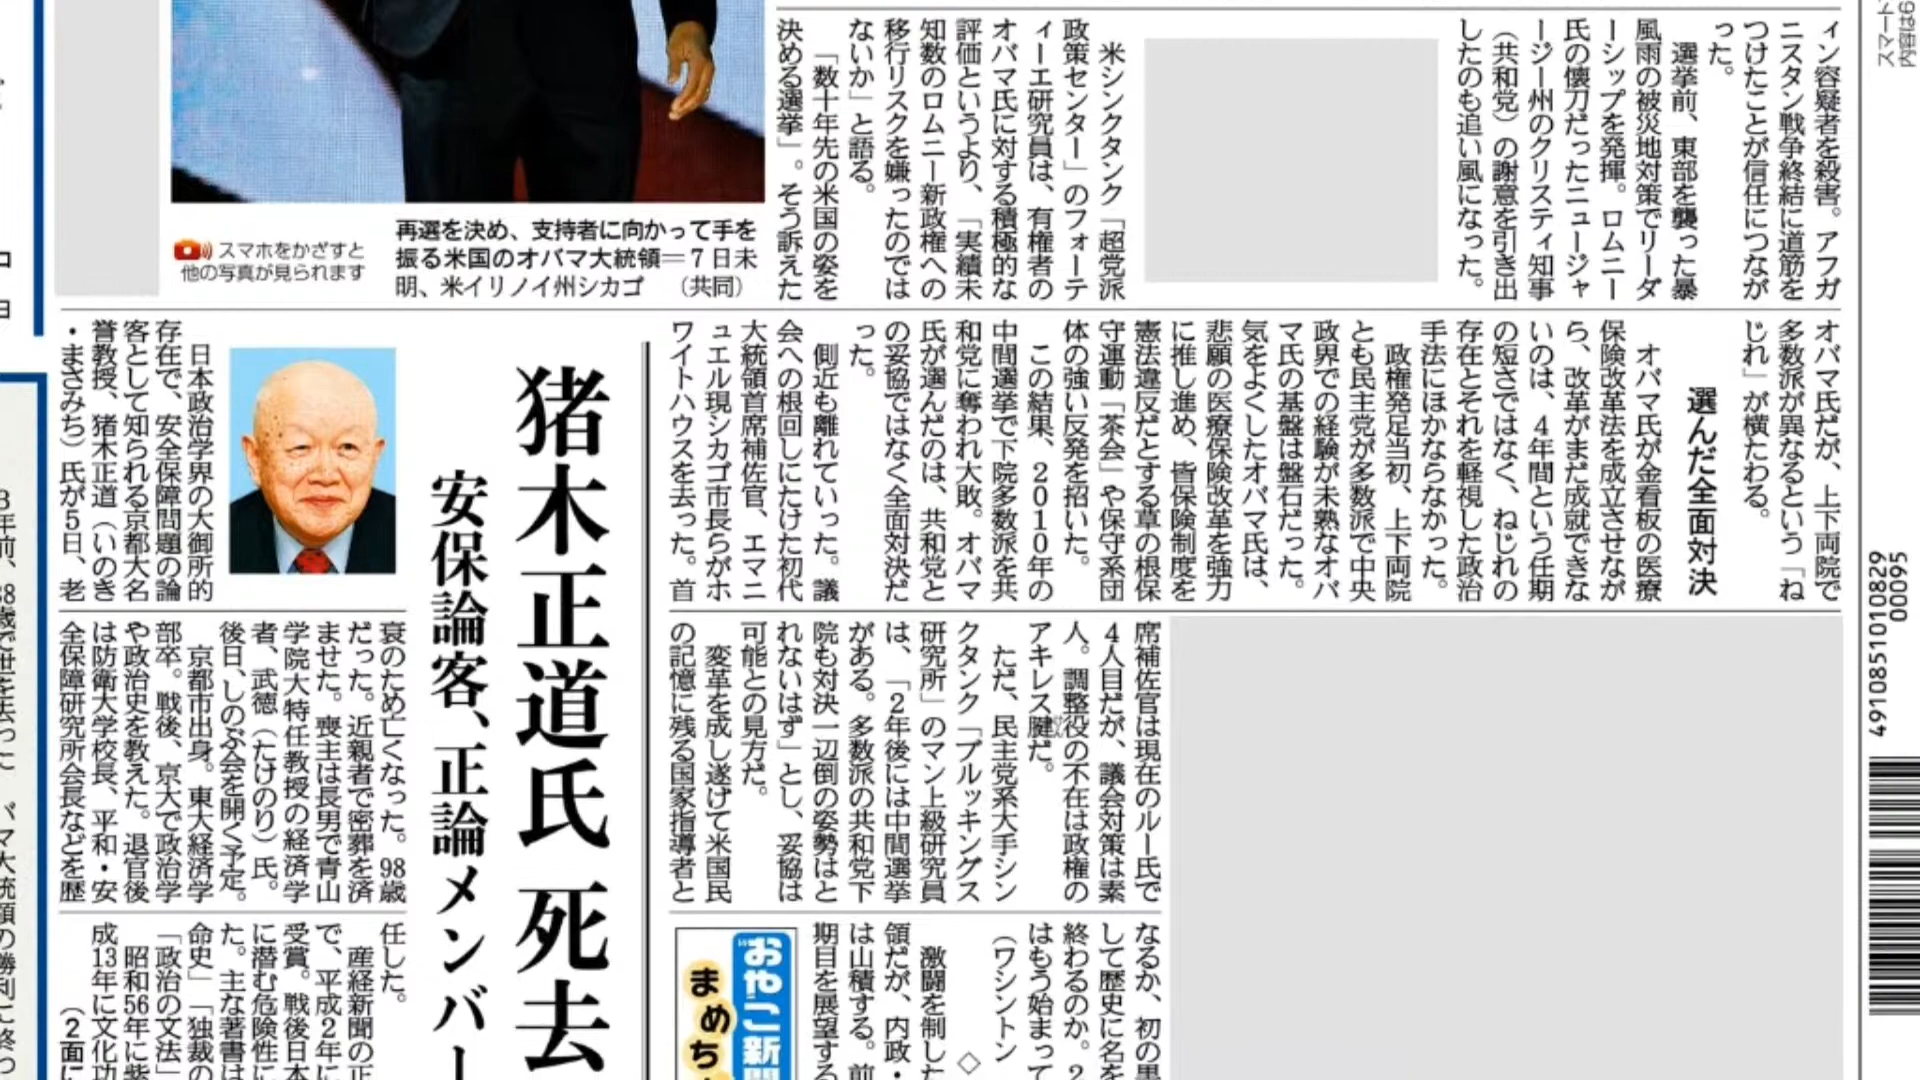 ィン容疑者を殺害。アフガ
ニスタン戦争終結に道筋を
つけたことが信任につなが
った。
選挙前、東部を襲った暴
風雨の被災地対策でリーダ
ーシップを発揮。ロムニー
氏の懐刀だったニュージャ
ージー州のクリスティ知事
(共和党)の謝意を引き出
したのも追い風になった。
米シンクタンク「超党派
政策センター」のフォーテ
ィーエ研究員は、有権者の
オバマ氏に対する積極的な
評価というより、「実績未
知数のロムニー新政権への
移行リスクを嫌ったのでは
ないか」と語る。
「数十年先の米国の姿を
決める選挙」。そう訴えた
再選を決め、支持者に向かって手を
振る米国のオバマ大統領=7日未
明、米イリノイ州シカゴ (共同)
スマホをかざすと
他の写真が見られます
オバマ氏だが、上下両院で
多数派が異なるという「ね
じれ」が横たわる。
選んだ全面対決
オバマ氏が金看板の医療
保険改革法を成立させなが
ら、改革がまだ成就できな
いのは、4年間という任期
の短さではなく、ねじれの
存在とそれを軽視した政治
手法にほかならなかった。
政権発足当初、上下両院
とも民主党が多数派で中央
政界での経験が未熟なオバ
マ氏の基盤は盤石だった。
気をよくしたオバマ氏は、
悲願の医療保険改革を強力
に推し進め、皆保険制度を
憲法違反だとする草の根保
守運動「茶会」や保守系団
体の強い反発を招いた。
この結果、2010年の
中間選挙で下院多数派を共
和党に奪われ大敗。オバマ
氏が選んだのは、共和党と
の妥協ではなく全面対決だ
った。
側近も離れていった。議
会への根回しにたけた初代
大統領首席補佐官、エマニ
ュエル現シカゴ市長らがホ
ワイトハウスを去った。首
席補佐官は現在のルー氏で
4人目だが、議会対策は素
人。調整役の不在は政権の
アキレス腱だ。
ただ、民主党系大手シン
クタンク「ブルッキングス
研究所」のマン上級研究員
は、「2年後には中間選挙
がある。多数派の共和党下
院も対決一辺倒の姿勢はと
れないはず」とし、妥協は
可能との見方だ。
変革を成し遂げて米国民
の記憶に残る国家指導者と
なるか、初の黒
して歴史に名を
終わるのか。2
はもう始まって
(ワシントン
◇
激闘を制した
領だが、内政・
は山積する。前
期目を展望する
おやこ新聞
まめち
猪木正道氏 死去
安保論客、正論メンバー
日本政治学界の大御所的
存在で、安全保障問題の論
客として知られる京都大名
誉教授、猪木正道(いのき
・まさみち)氏が5日、老
衰のため亡くなった。98歳
だった。近親者で密葬を済
ませた。喪主は長男で青山
学院大特任教授の経済学
者、武徳(たけのり)氏。
後日、しのぶ会を開く予定。
京都市出身。東大経済学
部卒。戦後、京大で政治学
や政治史を教えた。退官後
は防衛大学校長、平和・安
全保障研究所会長などを歴
任した。
産経新聞の正
で、平成2年に
受賞。戦後日本
に潜む危険性に
た。主な著書は
命史」「独裁の
「政治の文法」
昭和56年に紫
成13年に文化功
(2面に
4910851010829
00095